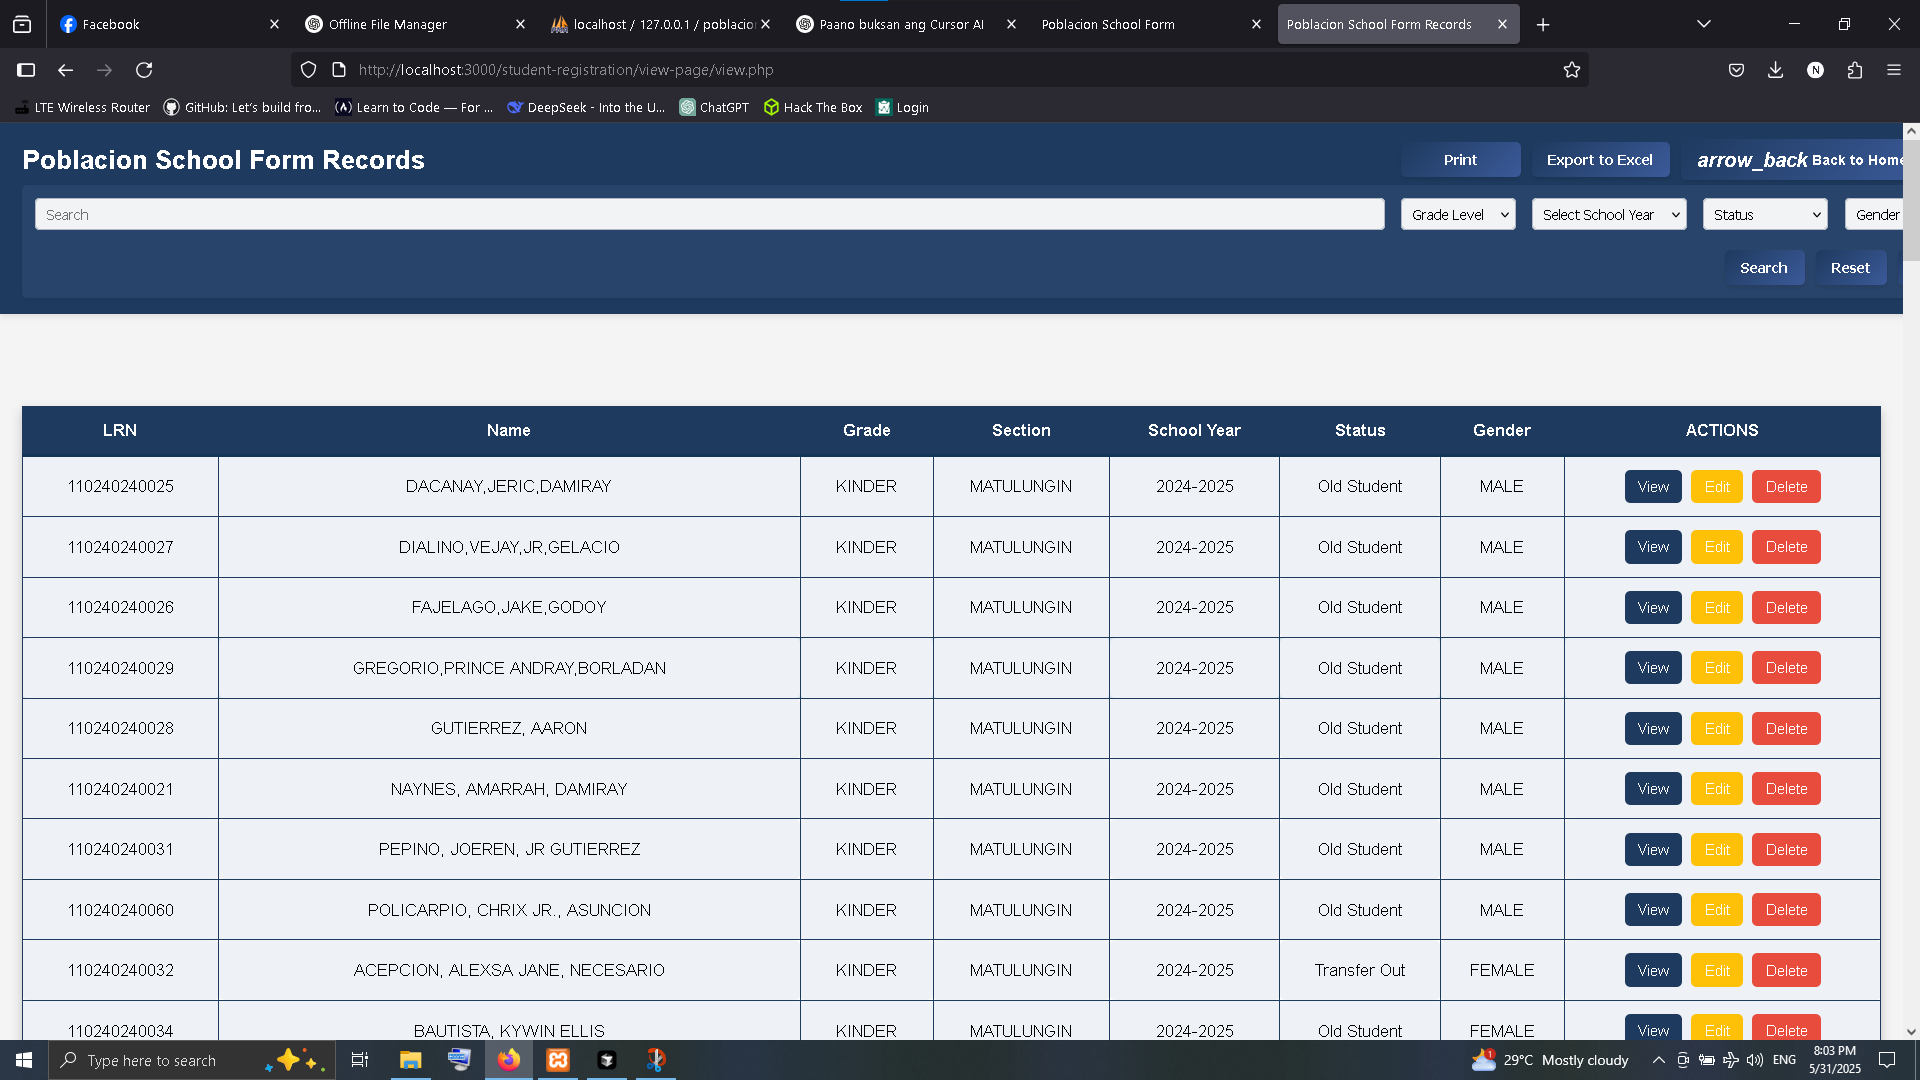 Facebook
Offline File Manager
localhost / 127.0.0.1 / poblacio
Paano buksan ang Cursor AI
Poblacion School Form
Poblacion School Form Records
http://localhost:3000/student-registration/view-page/view.php
N
LTE Wireless Router
GitHub: Let's build fro...
Learn to Code — For ...
DeepSeek - Into the U...
ChatGPT
Hack The Box
Login
Poblacion School Form Records
Print
Export to Excel
arrow_back Back to Home
Search
Grade Level
Select School Year
Status
Gender
Search
Reset
LRN Name Grade Section School Year Status Gender ACTIONS
110240240025 DACANAY,JERIC,DAMIRAY KINDER MATULUNGIN 2024-2025 Old Student MALE View Edit Delete
110240240027 DIALINO,VEJAY,JR,GELACIO KINDER MATULUNGIN 2024-2025 Old Student MALE View Edit Delete
110240240026 FAJELAGO,JAKE,GODOY KINDER MATULUNGIN 2024-2025 Old Student MALE View Edit Delete
110240240029 GREGORIO,PRINCE ANDRAY,BORLADAN KINDER MATULUNGIN 2024-2025 Old Student MALE View Edit Delete
110240240028 GUTIERREZ, AARON KINDER MATULUNGIN 2024-2025 Old Student MALE View Edit Delete
110240240021 NAYNES, AMARRAH, DAMIRAY KINDER MATULUNGIN 2024-2025 Old Student MALE View Edit Delete
110240240031 PEPINO, JOEREN, JR GUTIERREZ KINDER MATULUNGIN 2024-2025 Old Student MALE View Edit Delete
110240240060 POLICARPIO, CHRIX JR., ASUNCION KINDER MATULUNGIN 2024-2025 Old Student MALE View Edit Delete
110240240032 ACEPCION, ALEXSA JANE, NECESARIO KINDER MATULUNGIN 2024-2025 Transfer Out FEMALE View Edit Delete
110240240034 BAUTISTA, KYWIN ELLIS KINDER MATULUNGIN 2024-2025 Old Student FEMALE View Edit Delete
Type here to search
1
29°C Mostly cloudy
ENG
8:03 PM
5/31/2025